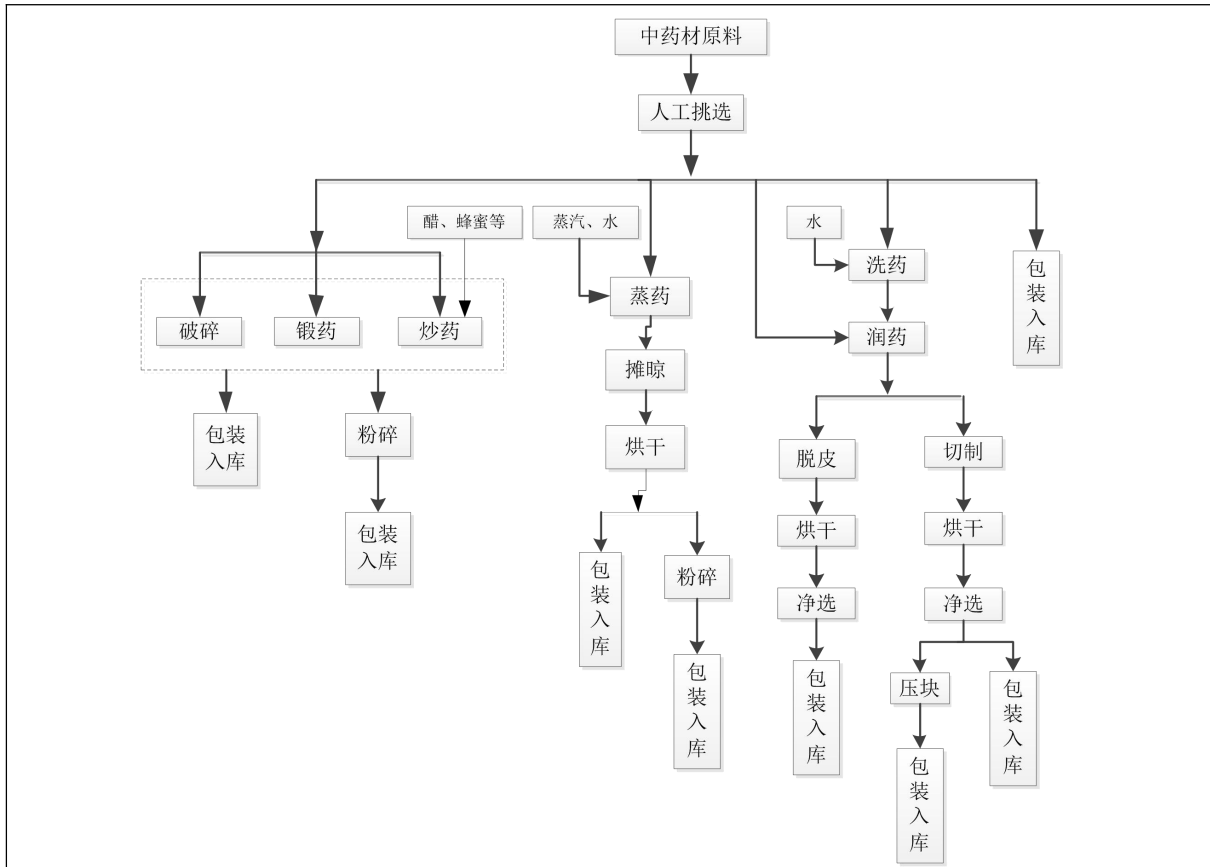 中药材原料
人工挑选
醋、蜂蜜等
蒸汽、水
水
洗药
包
装
入
库
蒸药
破碎
锻药
炒药
润药
摊晾
包装
入库
粉碎
烘干
脱皮
切制
包装
入库
烘干
烘干
包
装
入
库
粉碎
净选
净选
包
装
入
库
包
装
入
库
压块
包
装
入
库
包
装
入
库